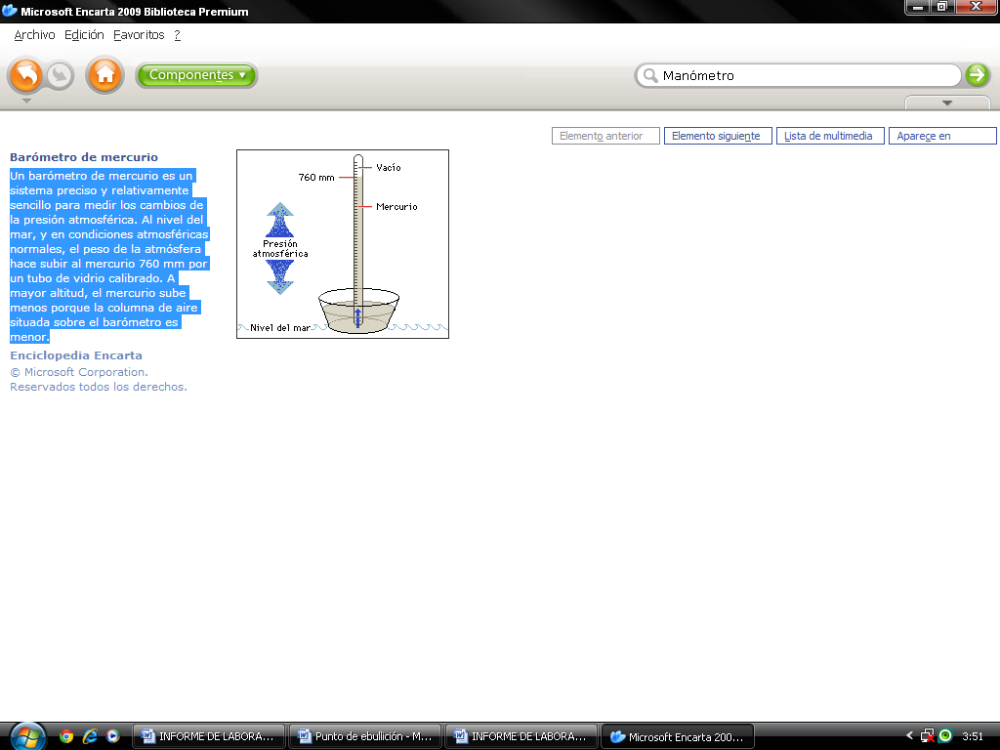 Microsoft Encarta 2009 Biblioteca Premium
Archivo Edición Favoritos ?
Componentes
Manómetro
Elemento anterior
Elemento siguiente
Lista de multimedia
Aparece en
Barómetro de mercurio
Un barómetro de mercurio es un
sistema preciso y relativamente
sencillo para medir los cambios de
la presión atmosférica. Al nivel del
mar, y en condiciones atmosféricas
normales, el peso de la atmósfera
hace subir al mercurio 760 mm por
un tubo de vidrio calibrado. A
mayor altitud, el mercurio sube
menos porque la columna de aire
situada sobre el barómetro es
menor.
Enciclopedia Encarta
© Microsoft Corporation.
Reservados todos los derechos.
Vacío
760 mm
Mercurio
Presión
atmosférica
Nivel del mar
INFORME DE LABORA...
Punto de ebullición - M...
INFORME DE LABORA...
Microsoft Encarta 200...
3:51